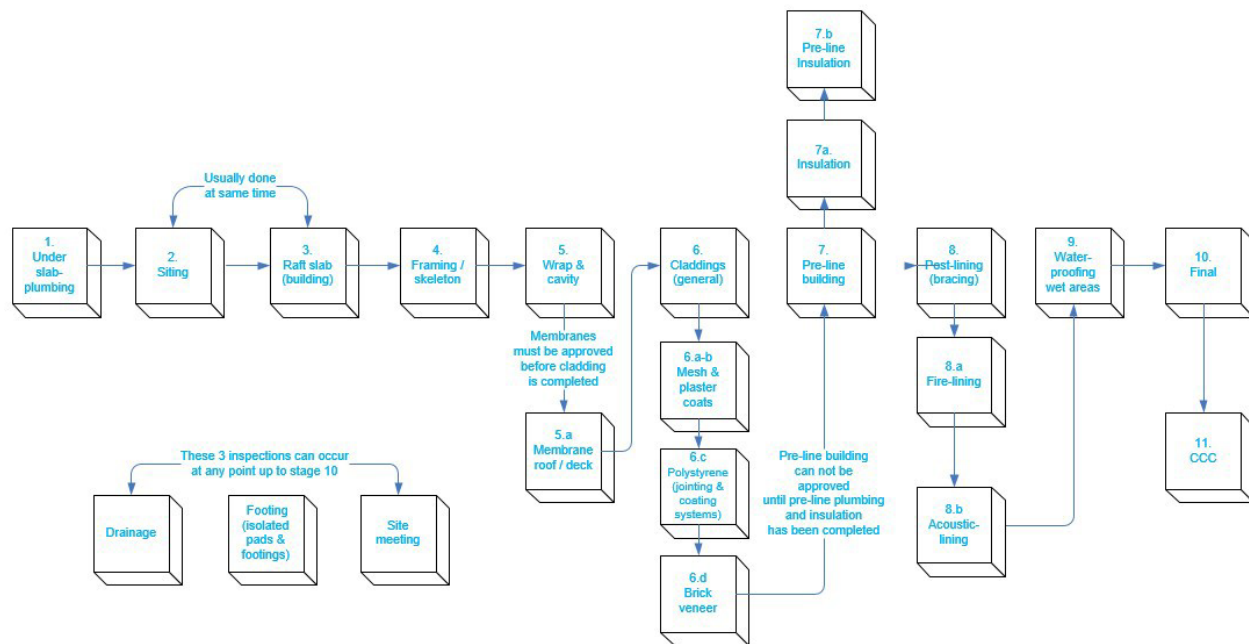 7.b
Pre-line
Insulation
7a.
Insulation
Usually done
at same time
1.
Under
slab-
plumbing
2.
Siting
3.
Raft slab
(building)
4.
Framing /
skeleton
5.
Wrap &
cavity
6.
Claddings
(general)
7.
Pre-line
building
8.
Post-lining
(bracing)
9.
Water-
proofing
wet areas
10.
Final
Membranes
must be approved
before cladding
is completed
6.a-b
Mesh &
plaster
coats
8.a
Fire-lining
5.a
Membrane
roof / deck
11.
CCC
These 3 inspections can occur
at any point up to stage 10
6.c
Polystyrene
(jointing &
coating
systems)
Pre-line building
can not be
approved
until pre-line plumbing
and insulation
has been completed
Drainage
Footing
(isolated
pads &
footings)
Site
meeting
8.b
Acoustic-
lining
6.d
Brick
veneer